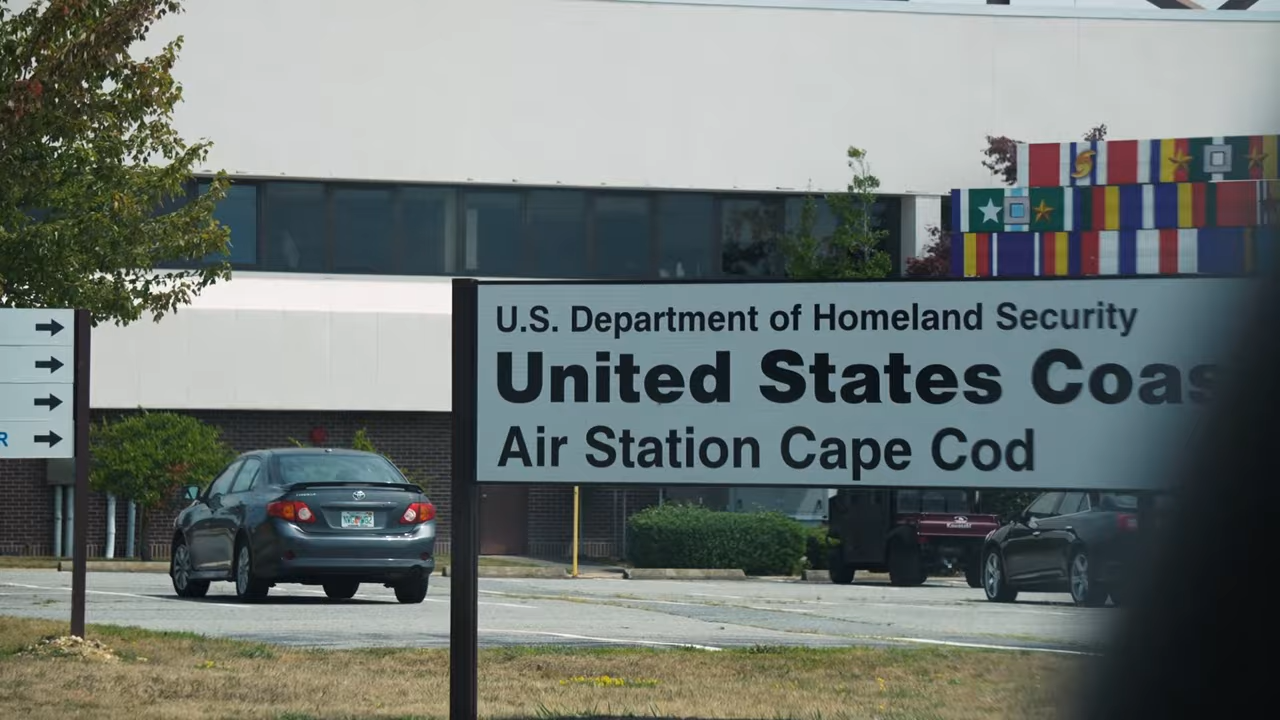 R
U.S. Department of Homeland Security
United States Coas
Air Station Cape Cod